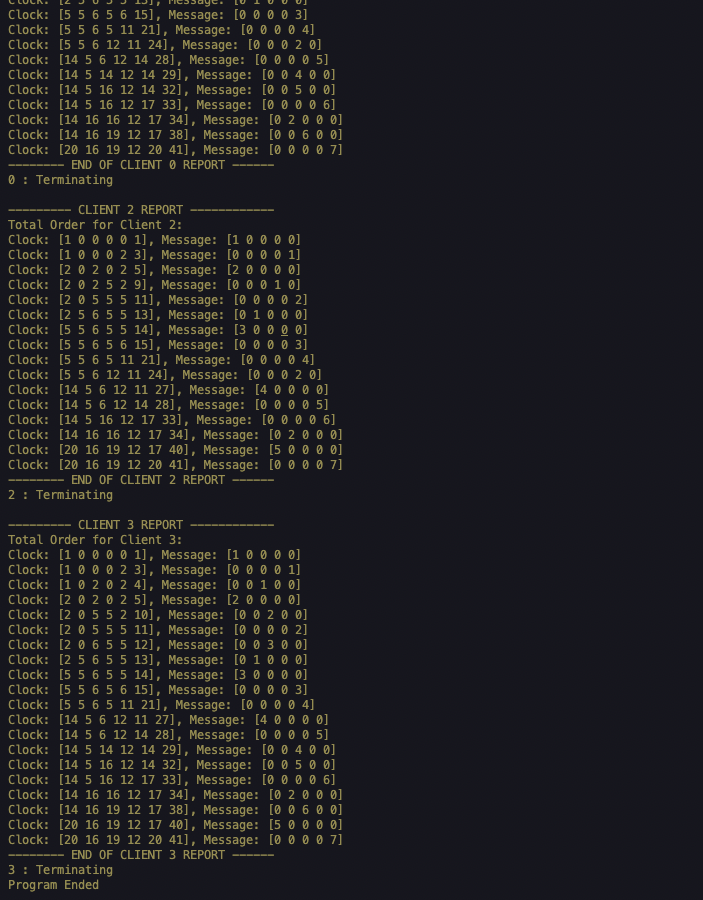 Clock: [2 5 6 5 5 13], Message: [0 1 0 0 0]
Clock: [5 5 6 5 6 15], Message: [0 0 0 0 3]
Clock: [5 5 6 5 11 21], Message: [0 0 0 0 4]
Clock: [5 5 6 12 11 24], Message: [0 0 0 2 0]
Clock: [14 5 6 12 14 28], Message: [0 0 0 0 5]
Clock: [14 5 14 12 14 29], Message: [0 0 4 0 0]
Clock: [14 5 16 12 14 32], Message: [0 0 5 0 0]
Clock: [14 5 16 12 17 33], Message: [0 0 0 0 6]
Clock: [14 16 16 12 17 34], Message: [0 2 0 0 0]
Clock: [14 16 19 12 17 38], Message: [0 0 6 0 0]
Clock: [20 16 19 12 20 41], Message: [0 0 0 0 7]
-------- END OF CLIENT 0 REPORT ------
0 : Terminating
--------- CLIENT 2 REPORT ------------
Total Order for Client 2:
Clock: [1 0 0 0 0 1], Message: [1 0 0 0 0]
Clock: [1 0 0 0 2 3], Message: [0 0 0 0 1]
Clock: [2 0 2 0 2 5], Message: [2 0 0 0 0]
Clock: [2 0 2 5 2 9], Message: [0 0 0 1 0]
Clock: [2 0 5 5 5 11], Message: [0 0 0 0 2]
Clock: [2 5 6 5 5 13], Message: [0 1 0 0 0]
Clock: [5 5 6 5 5 14], Message: [3 0 0 0 0]
Clock: [5 5 6 5 6 15], Message: [0 0 0 0 3]
Clock: [5 5 6 5 11 21], Message: [0 0 0 0 4]
Clock: [5 5 6 12 11 24], Message: [0 0 0 2 0]
Clock: [14 5 6 12 11 27], Message: [4 0 0 0 0]
Clock: [14 5 6 12 14 28], Message: [0 0 0 0 5]
Clock: [14 5 16 12 17 33], Message: [0 0 0 0 6]
Clock: [14 16 16 12 17 34], Message: [0 2 0 0 0]
Clock: [20 16 19 12 17 40], Message: [5 0 0 0 0]
Clock: [20 16 19 12 20 41], Message: [0 0 0 0 7]
-------- END OF CLIENT 2 REPORT ------
2 : Terminating
--------- CLIENT 3 REPORT ------------
Total Order for Client 3:
Clock: [1 0 0 0 0 1], Message: [1 0 0 0 0]
Clock: [1 0 0 0 2 3], Message: [0 0 0 0 1]
Clock: [1 0 2 0 2 4], Message: [0 0 1 0 0]
Clock: [2 0 2 0 2 5], Message: [2 0 0 0 0]
Clock: [2 0 5 5 2 10], Message: [0 0 2 0 0]
Clock: [2 0 5 5 5 11], Message: [0 0 0 0 2]
Clock: [2 0 6 5 5 12], Message: [0 0 3 0 0]
Clock: [2 5 6 5 5 13], Message: [0 1 0 0 0]
Clock: [5 5 6 5 5 14], Message: [3 0 0 0 0]
Clock: [5 5 6 5 6 15], Message: [0 0 0 0 3]
Clock: [5 5 6 5 11 21], Message: [0 0 0 0 4]
Clock: [14 5 6 12 11 27], Message: [4 0 0 0 0]
Clock: [14 5 6 12 14 28], Message: [0 0 0 0 5]
Clock: [14 5 14 12 14 29], Message: [0 0 4 0 0]
Clock: [14 5 16 12 14 32], Message: [0 0 5 0 0]
Clock: [14 5 16 12 17 33], Message: [0 0 0 0 6]
Clock: [14 16 16 12 17 34], Message: [0 2 0 0 0]
Clock: [14 16 19 12 17 38], Message: [0 0 6 0 0]
Clock: [20 16 19 12 17 40], Message: [5 0 0 0 0]
Clock: [20 16 19 12 20 41], Message: [0 0 0 0 7]
-------- END OF CLIENT 3 REPORT ------
3 : Terminating
Program Ended